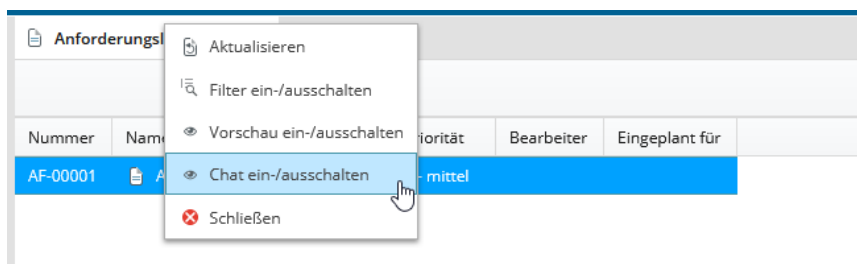 Anforderungsl
Aktualisieren
Filter ein-/ausschalten
Vorschau ein-/ausschalten
Chat ein-/ausschalten
Schließen
Nummer Nam iorität Bearbeiter Eingeplant für
AF-00001 A - mittel